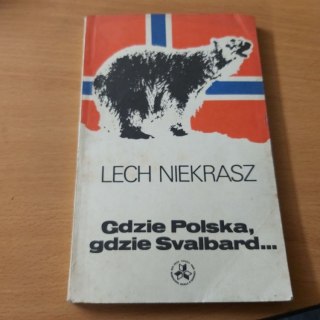 LECH NIEKRASZ
Gdzie Polska,
gdzie Svalbard...